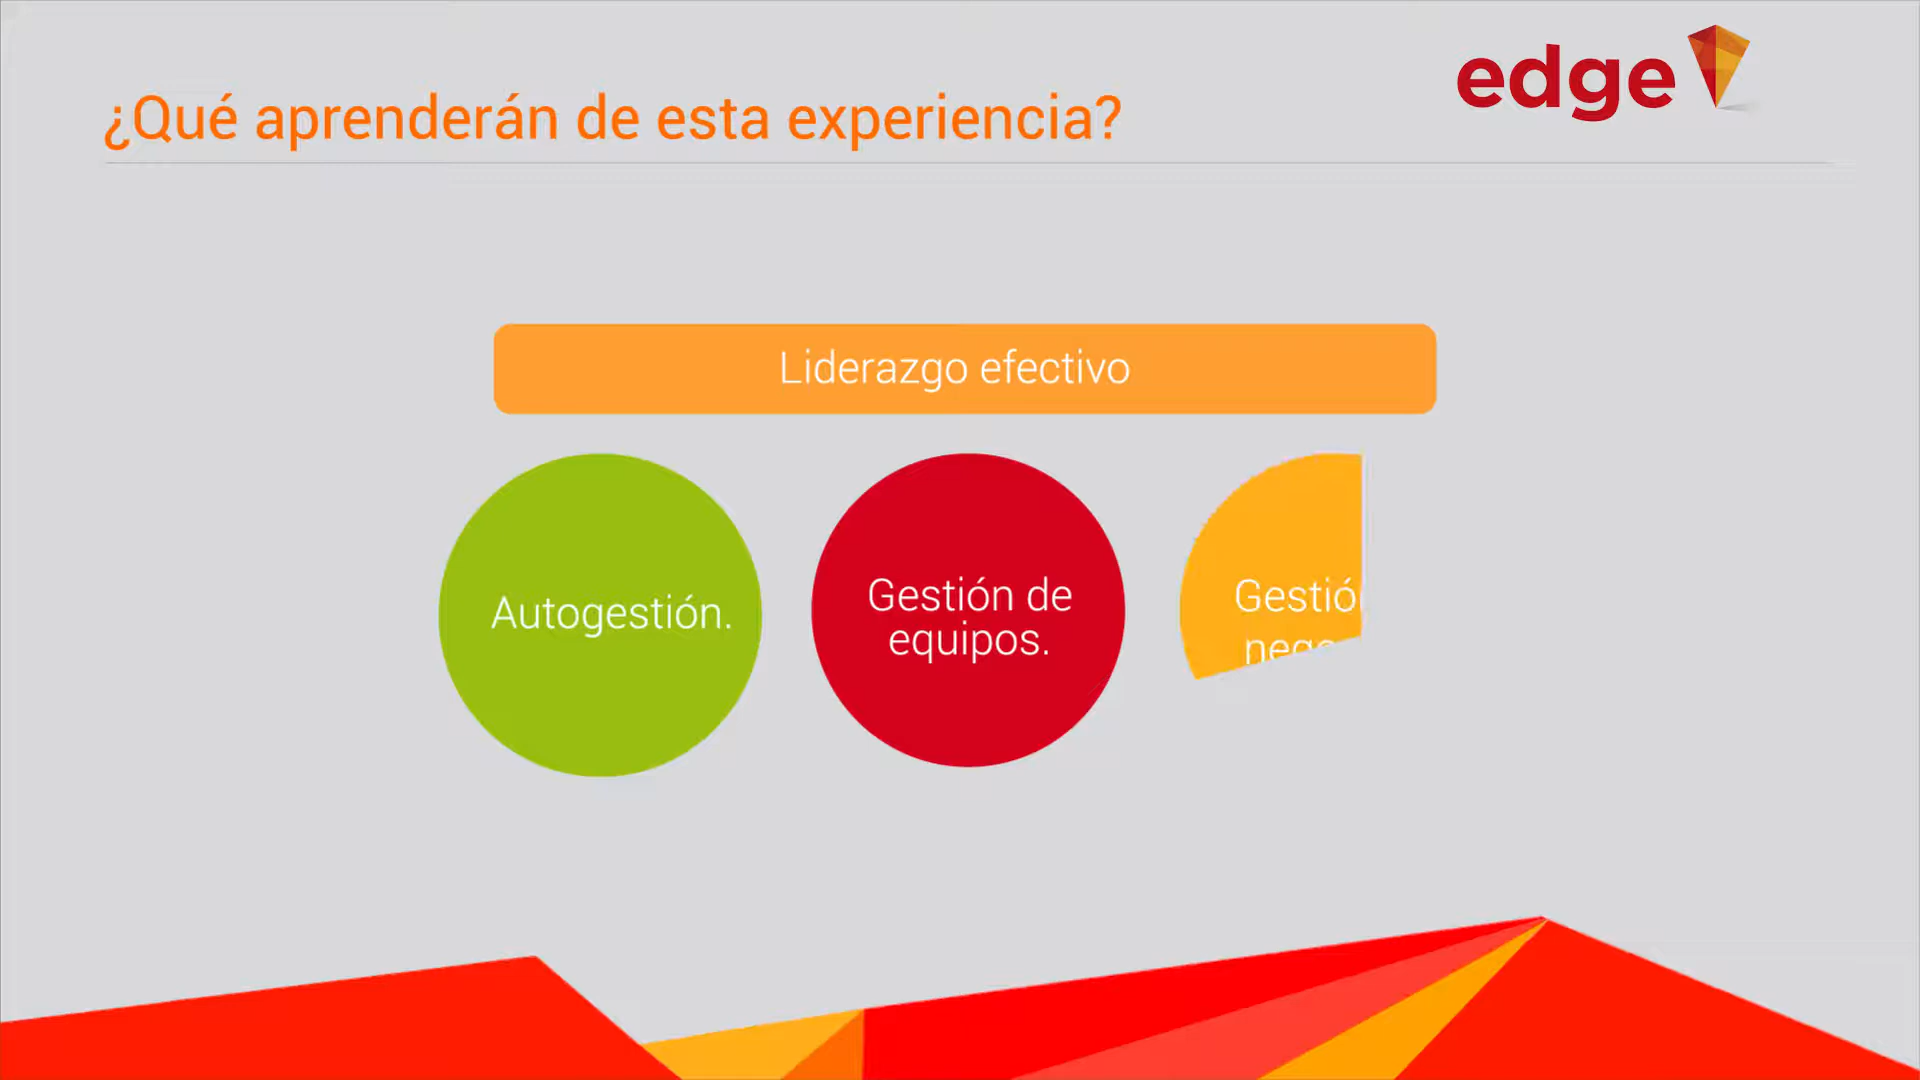 edge
¿Qué aprenderán de esta experiencia?
Liderazgo efectivo
Autogestión.
Gestión de
equipos.